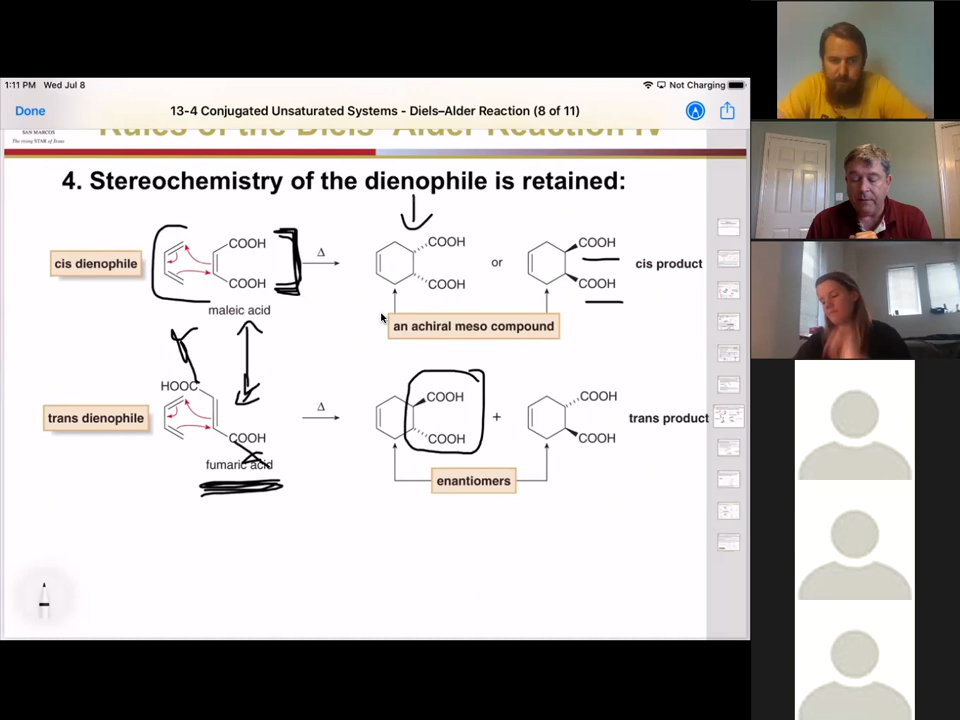 1:11 PM Wed Jul 8
Not Charging
Done
13-4 Conjugated Unsaturated Systems - Diels–Alder Reaction (8 of 11)
SAN MARCOS
The rising STAR of Texas
Rules of the Diels–Alder Reaction IV
4. Stereochemistry of the dienophile is retained:
cis dienophile
COOH
COOH
maleic acid
Δ
COOH
COOH
or
COOH
COOH
cis product
an achiral meso compound
trans dienophile
HOOC
COOH
fumaric acid
Δ
COOH
COOH
+
COOH
COOH
trans product
enantiomers